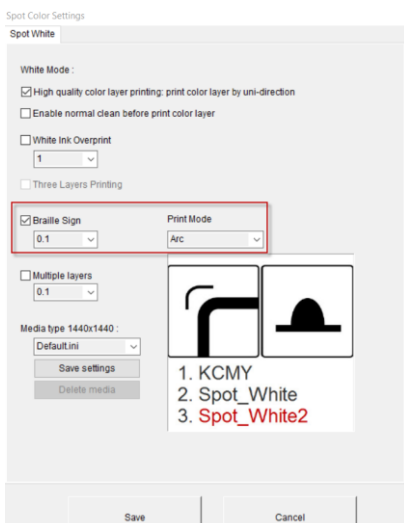 Spot Color Settings
Spot White
White Mode :
High quality color layer printing: print color layer by uni-direction
Enable normal clean before print color layer
White Ink Overprint
1
Three Layers Printing
Braille Sign
Print Mode
0.1
Arc
Multiple layers
0.1
Media type 1440x1440 :
Default.ini
Save settings
Delete media
1. KCMY
2. Spot_White
3. Spot_White2
Save
Cancel